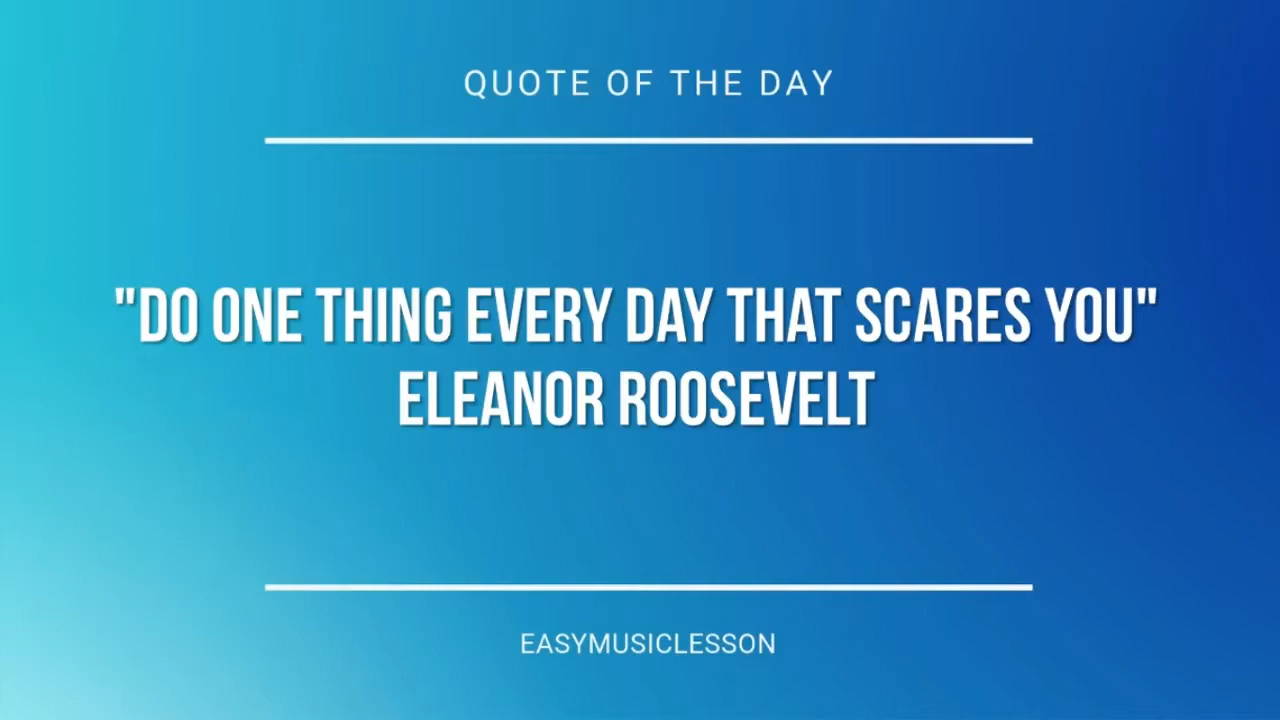 QUOTE OF THE DAY
"DO ONE THING EVERY DAY THAT SCARES YOU"
ELEANOR ROOSEVELT
EASYMUSICLESSON